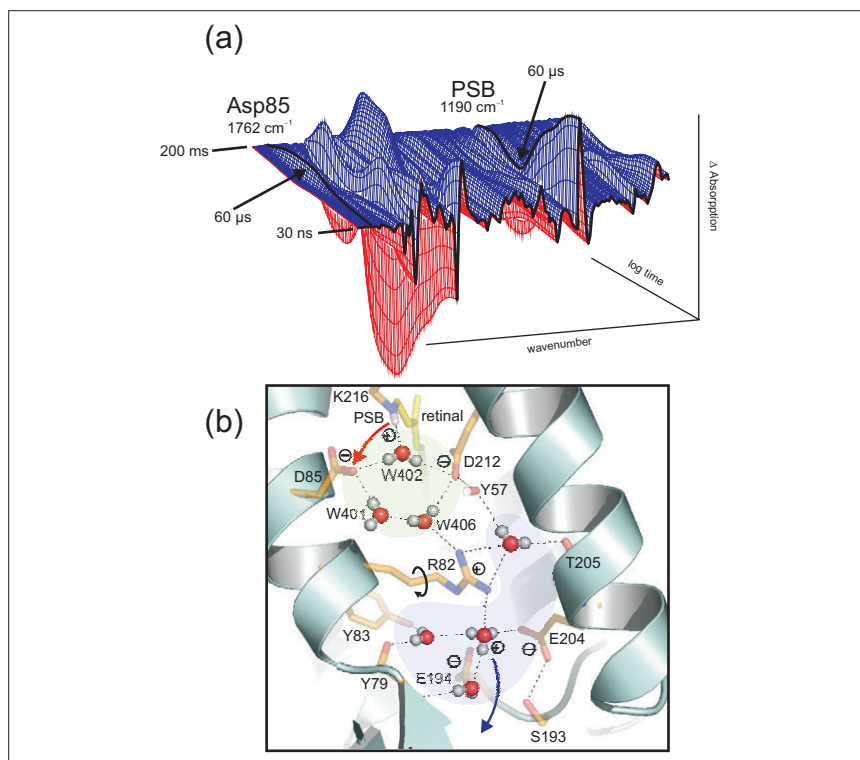 (a)
60 µs
PSB
1190 cm⁻¹
Asp85
1762 cm⁻¹
200 ms
60 µs
30 ns
Δ Absorpption
log time
wavenumber
(b)
K216
PSB
retinal
D85
W402
D212
Y57
W401
W406
R82
T205
Y83
E204
Y79
E194
S193